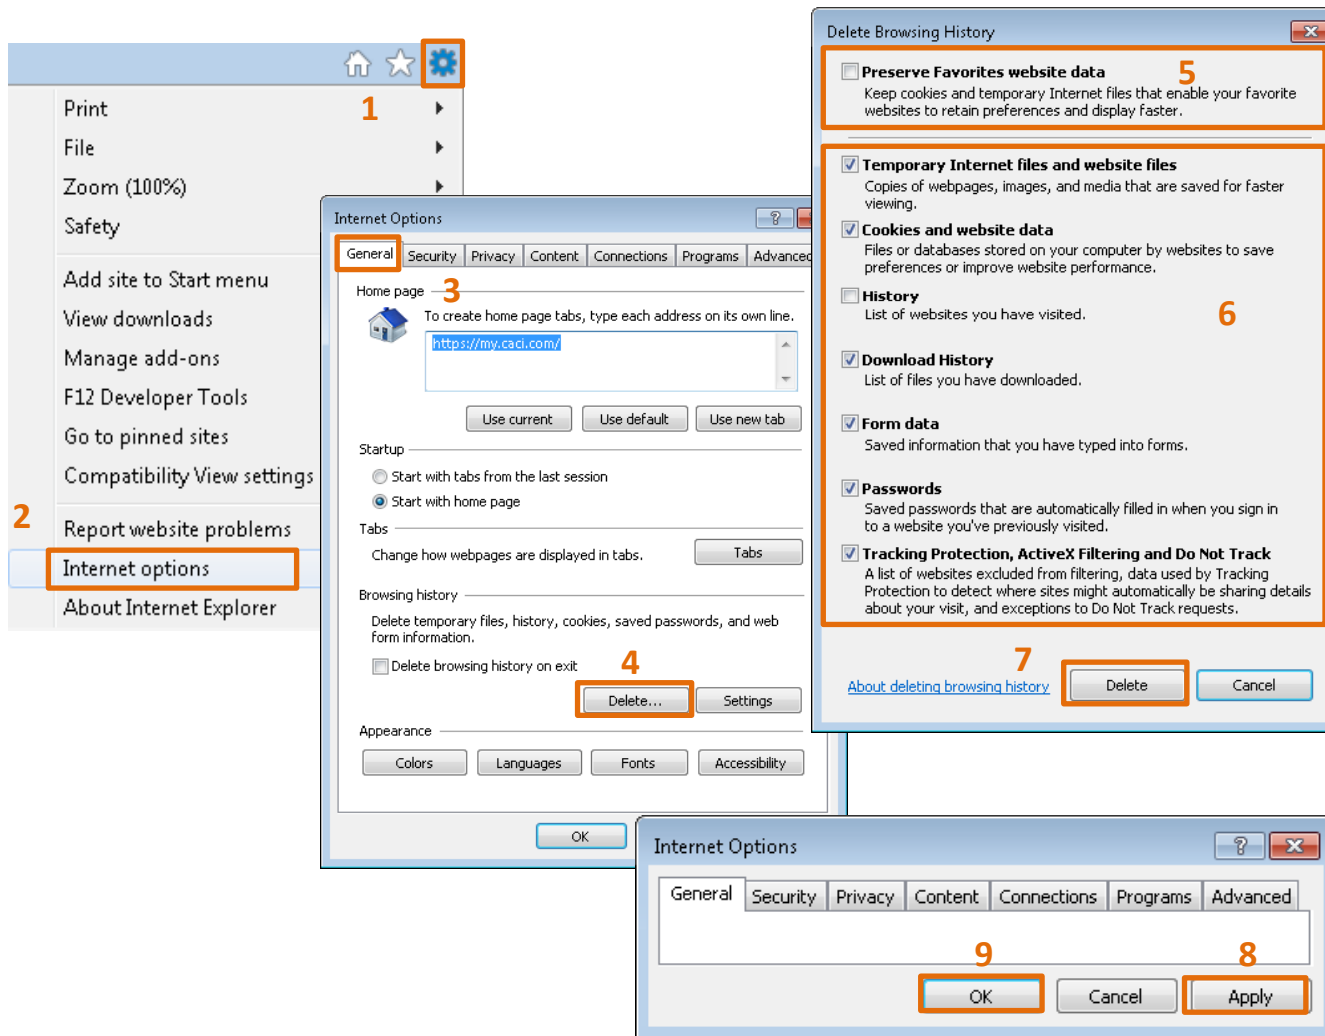 1
Print
File
Zoom (100%)
Safety
Add site to Start menu
View downloads
Manage add-ons
F12 Developer Tools
Go to pinned sites
Compatibility View settings
2
Report website problems
Internet options
About Internet Explorer
Internet Options
?
General Security Privacy Content Connections Programs Advanced
3
Home page
To create home page tabs, type each address on its own line.
https://my.caci.com/
Use current Use default Use new tab
Startup
Start with tabs from the last session
Start with home page
Tabs
Change how webpages are displayed in tabs. Tabs
Browsing history
Delete temporary files, history, cookies, saved passwords, and web
form information.
Delete browsing history on exit
4
Delete... Settings
Appearance
Colors Languages Fonts Accessibility
OK
Delete Browsing History
5
Preserve Favorites website data
Keep cookies and temporary Internet files that enable your favorite
websites to retain preferences and display faster.
Temporary Internet files and website files
Copies of webpages, images, and media that are saved for faster
viewing.
Cookies and website data
Files or databases stored on your computer by websites to save
preferences or improve website performance.
History
List of websites you have visited.
6
Download History
List of files you have downloaded.
Form data
Saved information that you have typed into forms.
Passwords
Saved passwords that are automatically filled in when you sign in
to a website you've previously visited.
Tracking Protection, ActiveX Filtering and Do Not Track
A list of websites excluded from filtering, data used by Tracking
Protection to detect where sites might automatically be sharing details
about your visit, and exceptions to Do Not Track requests.
7
About deleting browsing history Delete Cancel
Internet Options
?
General Security Privacy Content Connections Programs Advanced
9 8
OK Cancel Apply